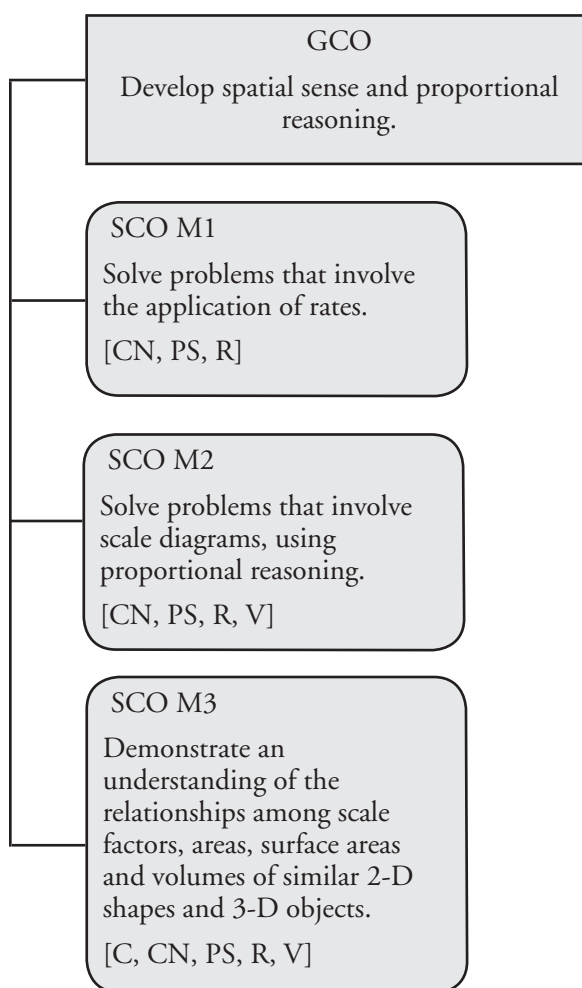 GCO
Develop spatial sense and proportional
reasoning.
SCO M1
Solve problems that involve
the application of rates.
[CN, PS, R]
SCO M2
Solve problems that involve
scale diagrams, using
proportional reasoning.
[CN, PS, R, V]
SCO M3
Demonstrate an
understanding of the
relationships among scale
factors, areas, surface areas
and volumes of similar 2-D
shapes and 3-D objects.
[C, CN, PS, R, V]